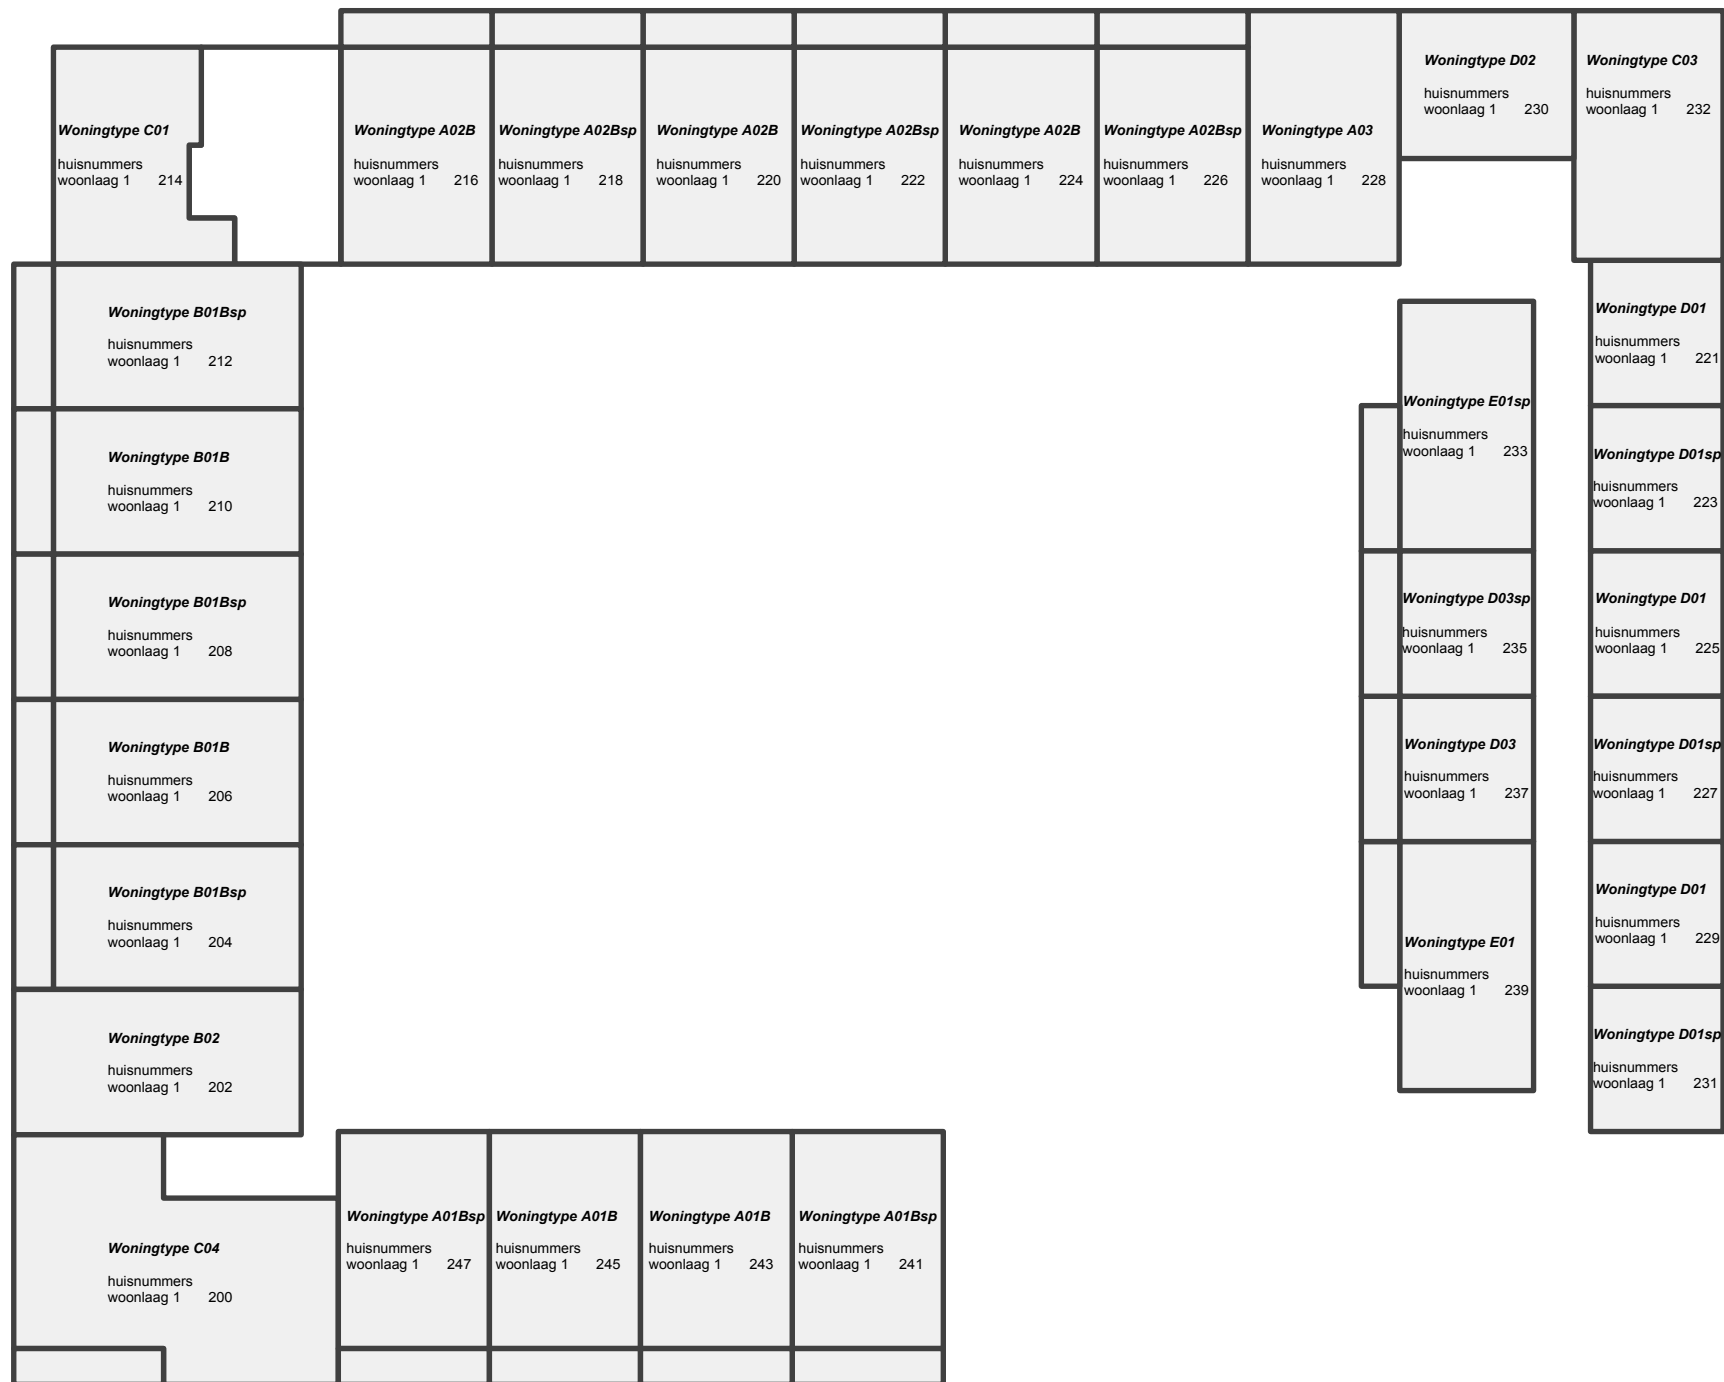 Woningtype C01
huisnummers
woonlaag 1 214
Woningtype A02B
huisnummers
woonlaag 1 216
Woningtype A02Bsp
huisnummers
woonlaag 1 218
Woningtype A02B
huisnummers
woonlaag 1 220
Woningtype A02Bsp
huisnummers
woonlaag 1 222
Woningtype A02B
huisnummers
woonlaag 1 224
Woningtype A02Bsp
huisnummers
woonlaag 1 226
Woningtype A03
huisnummers
woonlaag 1 228
Woningtype D02
huisnummers
woonlaag 1 230
Woningtype C03
huisnummers
woonlaag 1 232
Woningtype B01Bsp
huisnummers
woonlaag 1 212
Woningtype B01B
huisnummers
woonlaag 1 210
Woningtype B01Bsp
huisnummers
woonlaag 1 208
Woningtype B01B
huisnummers
woonlaag 1 206
Woningtype B01Bsp
huisnummers
woonlaag 1 204
Woningtype B02
huisnummers
woonlaag 1 202
Woningtype C04
huisnummers
woonlaag 1 200
Woningtype A01Bsp
huisnummers
woonlaag 1 247
Woningtype A01B
huisnummers
woonlaag 1 245
Woningtype A01B
huisnummers
woonlaag 1 243
Woningtype A01Bsp
huisnummers
woonlaag 1 241
Woningtype E01sp
huisnummers
woonlaag 1 233
Woningtype D03sp
huisnummers
woonlaag 1 235
Woningtype D03
huisnummers
woonlaag 1 237
Woningtype E01
huisnummers
woonlaag 1 239
Woningtype D01
huisnummers
woonlaag 1 221
Woningtype D01sp
huisnummers
woonlaag 1 223
Woningtype D01
huisnummers
woonlaag 1 225
Woningtype D01sp
huisnummers
woonlaag 1 227
Woningtype D01
huisnummers
woonlaag 1 229
Woningtype D01sp
huisnummers
woonlaag 1 231